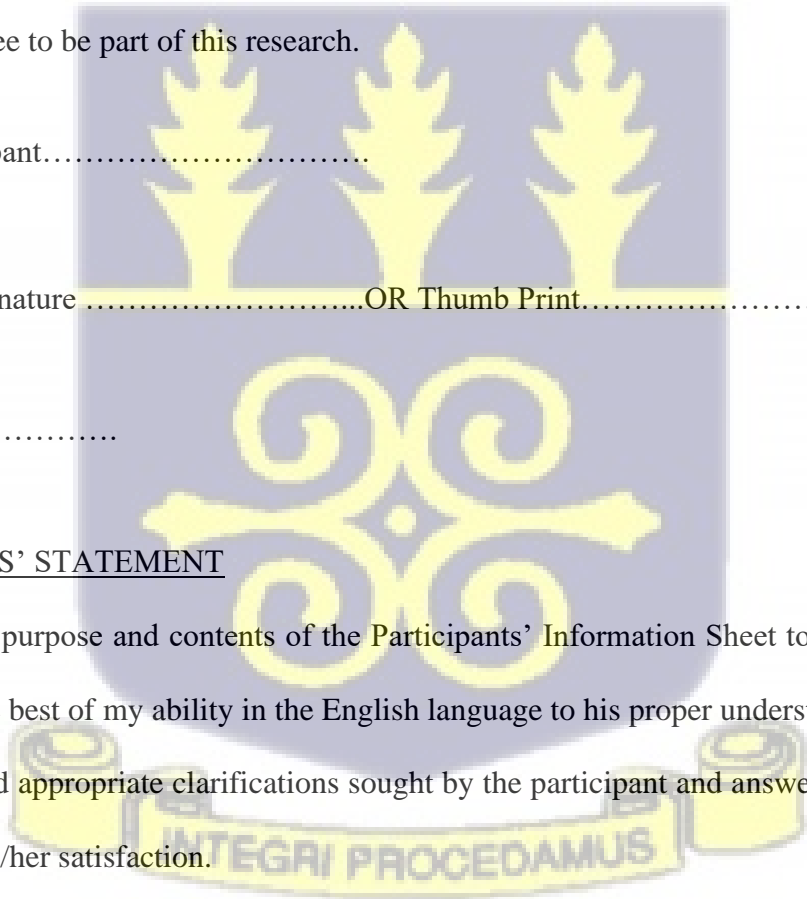 ee to be part of this research.
pant………………………….
nature ……………………...OR Thumb Print…………………
………….
S’ STATEMENT
purpose and contents of the Participants’ Information Sheet to
best of my ability in the English language to his proper unders
d appropriate clarifications sought by the participant and answe
/her satisfaction.
INTEGRI PROCEDAMUS